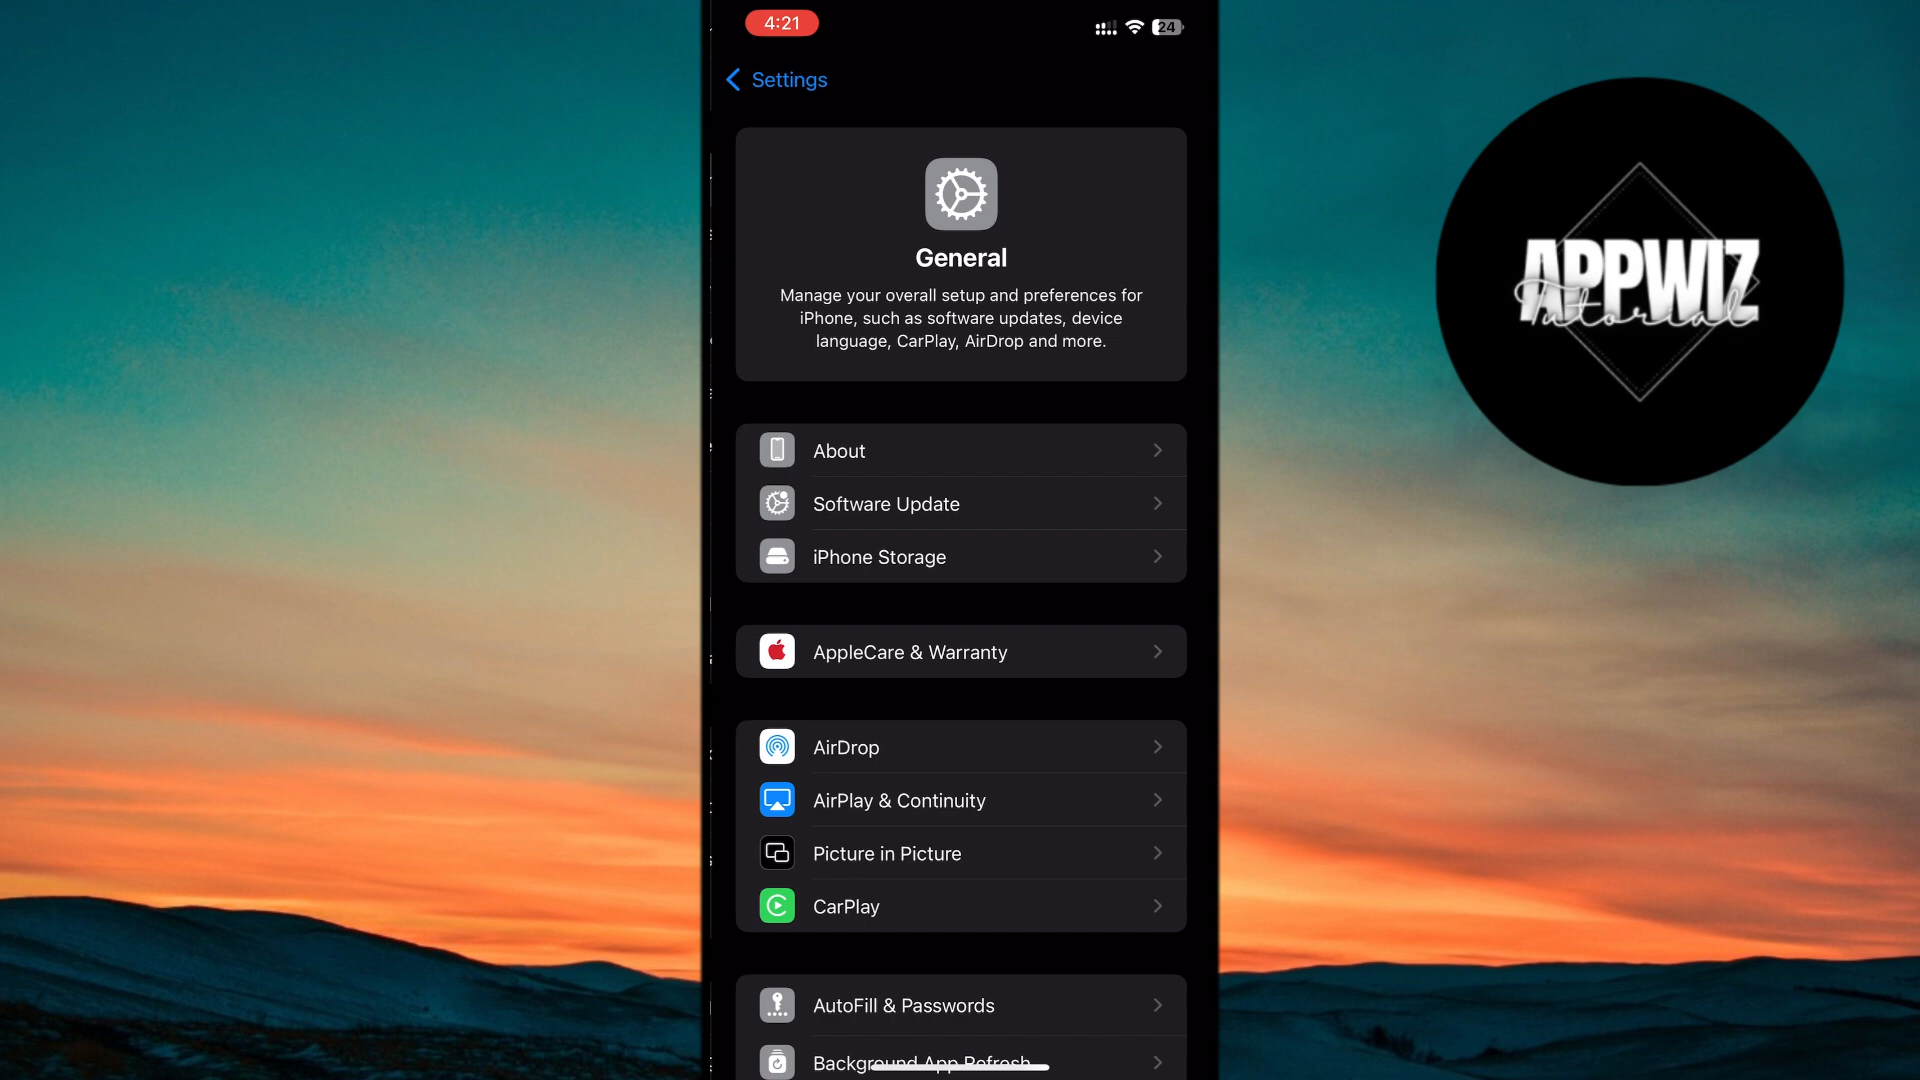 4:21
24
Settings
General
Manage your overall setup and preferences for
iPhone, such as software updates, device
language, CarPlay, AirDrop and more.
About
Software Update
iPhone Storage
AppleCare & Warranty
AirDrop
AirPlay & Continuity
Picture in Picture
CarPlay
AutoFill & Passwords
Background App Refresh
APPWIZ
Tutorial